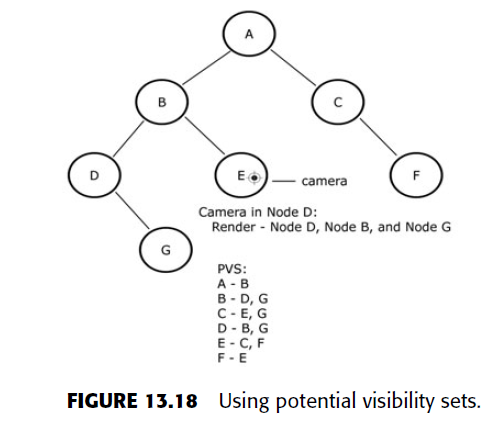 A
B
C
D
E
camera
F
Camera in Node D:
Render - Node D, Node B, and Node G
G
PVS:
A - B
B - D, G
C - E, G
D - B, G
E - C, F
F - E
FIGURE 13.18 Using potential visibility sets.